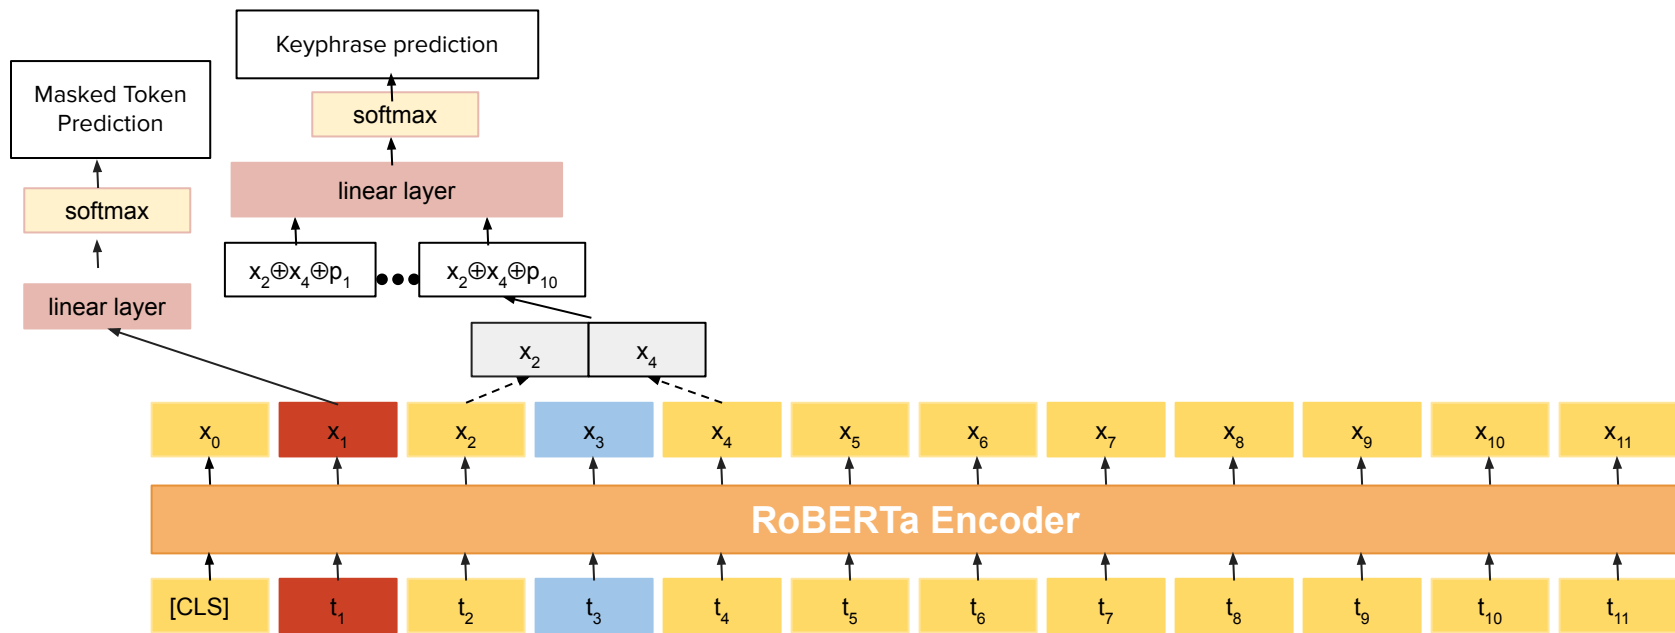 Keyphrase prediction
Masked Token
Prediction
softmax
softmax
linear layer
linear layer
x₂⊕x₄⊕p₁
x₂⊕x₄⊕p₁₀
x₂ x₄
x₀ x₁ x₂ x₃ x₄ x₅ x₆ x₇ x₈ x₉ x₁₀ x₁₁
RoBERTa Encoder
[CLS] t₁ t₂ t₃ t₄ t₅ t₆ t₇ t₈ t₉ t₁₀ t₁₁